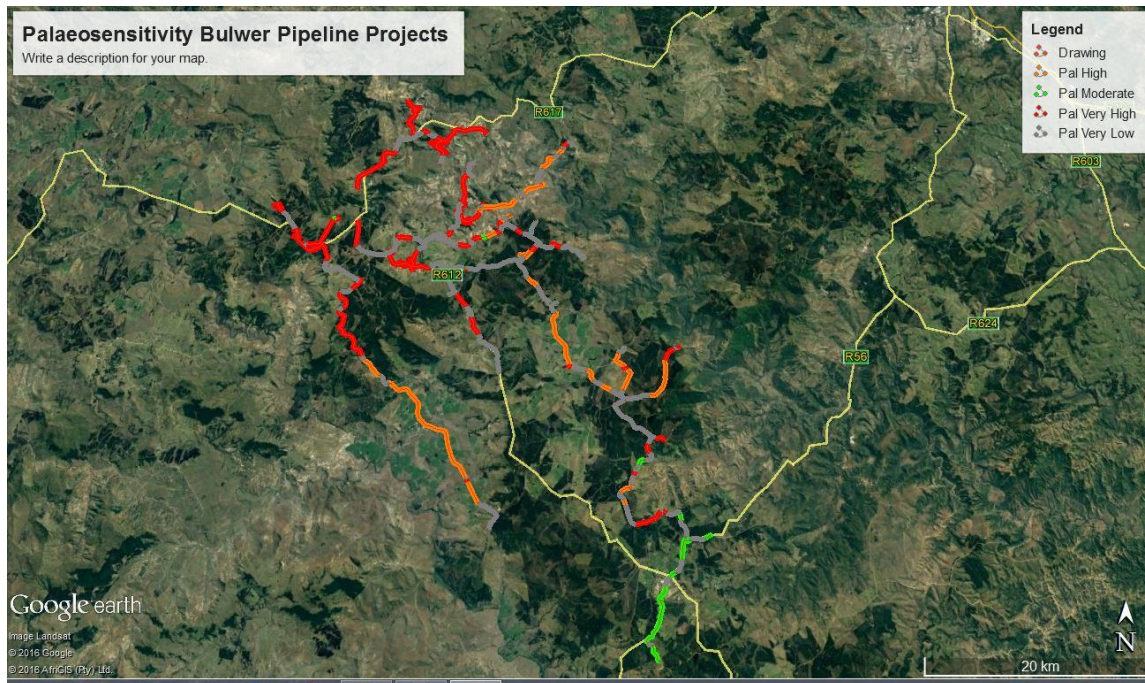 Palaeosensitivity Bulwer Pipeline Projects
Write a description for your map.
Legend
Drawing
Pal High
Pal Moderate
Pal Very High
Pal Very Low
R617
R603
R612
R624
R56
Google earth
Image Landsat
© 2016 Google
© 2016 AfriGIS (Pty) Ltd.
N
20 km